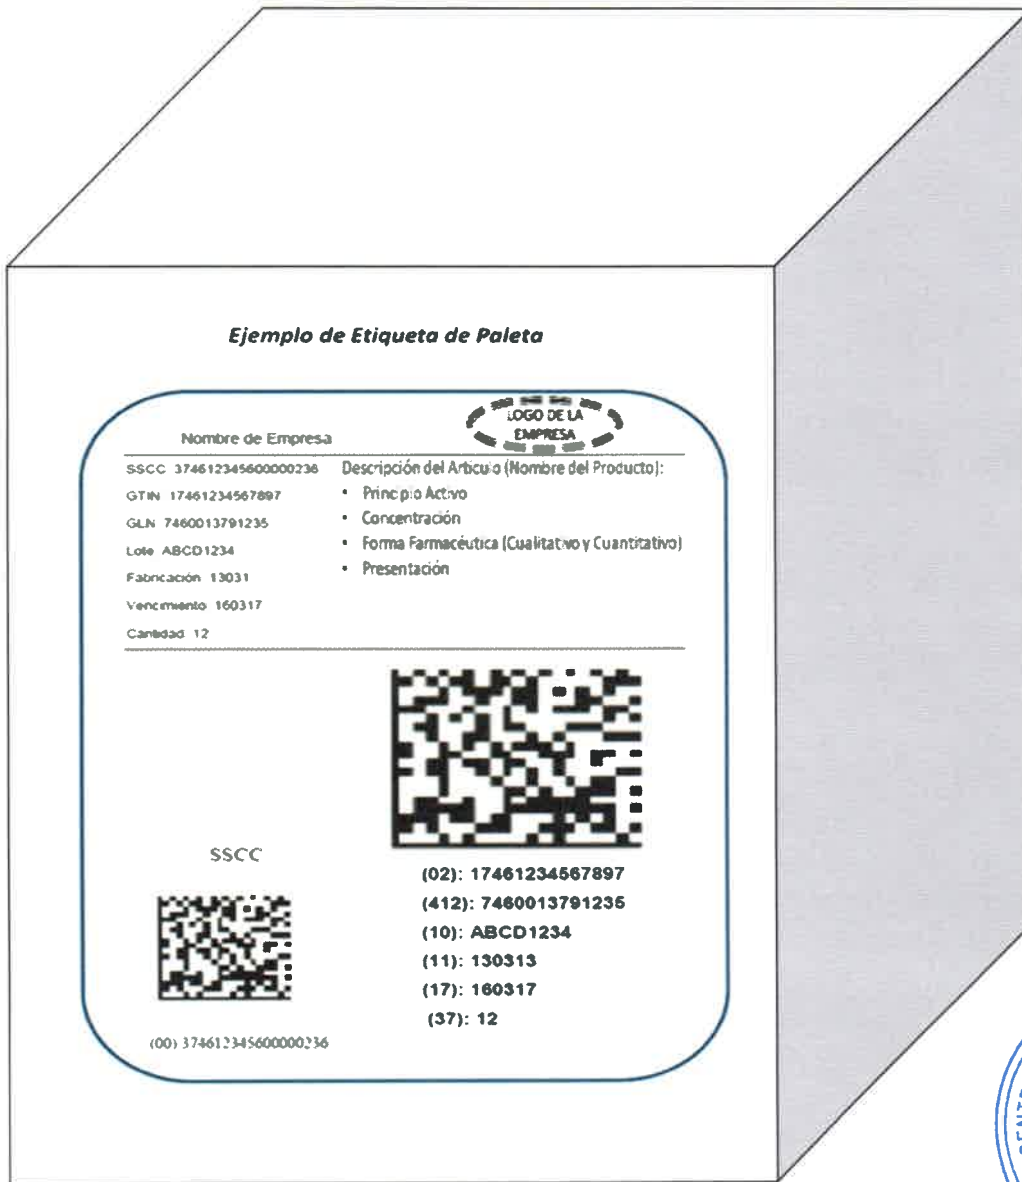 Ejemplo de Etiqueta de Paleta
LOGO DE LA
EMPRESA
Nombre de Empresa
SSCC 374612345600000236
GTIN 17461234567897
GLN 7460013791235
Lote ABCD1234
Fabricación 13031
Vencimiento 160317
Cantidad 12
Descripción del Articulo (Nombre del Producto):
• Principio Activo
• Concentración
• Forma Farmacéutica (Cualitativo y Cuantitativo)
• Presentación
SSCC
(00) 374612345600000236
(02): 17461234567897
(412): 7460013791235
(10): ABCD1234
(11): 130313
(17): 160317
(37): 12